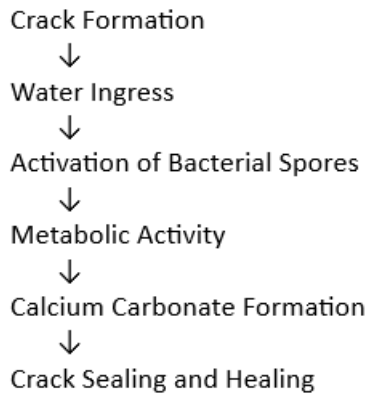 Crack Formation
↓
Water Ingress
↓
Activation of Bacterial Spores
↓
Metabolic Activity
↓
Calcium Carbonate Formation
↓
Crack Sealing and Healing